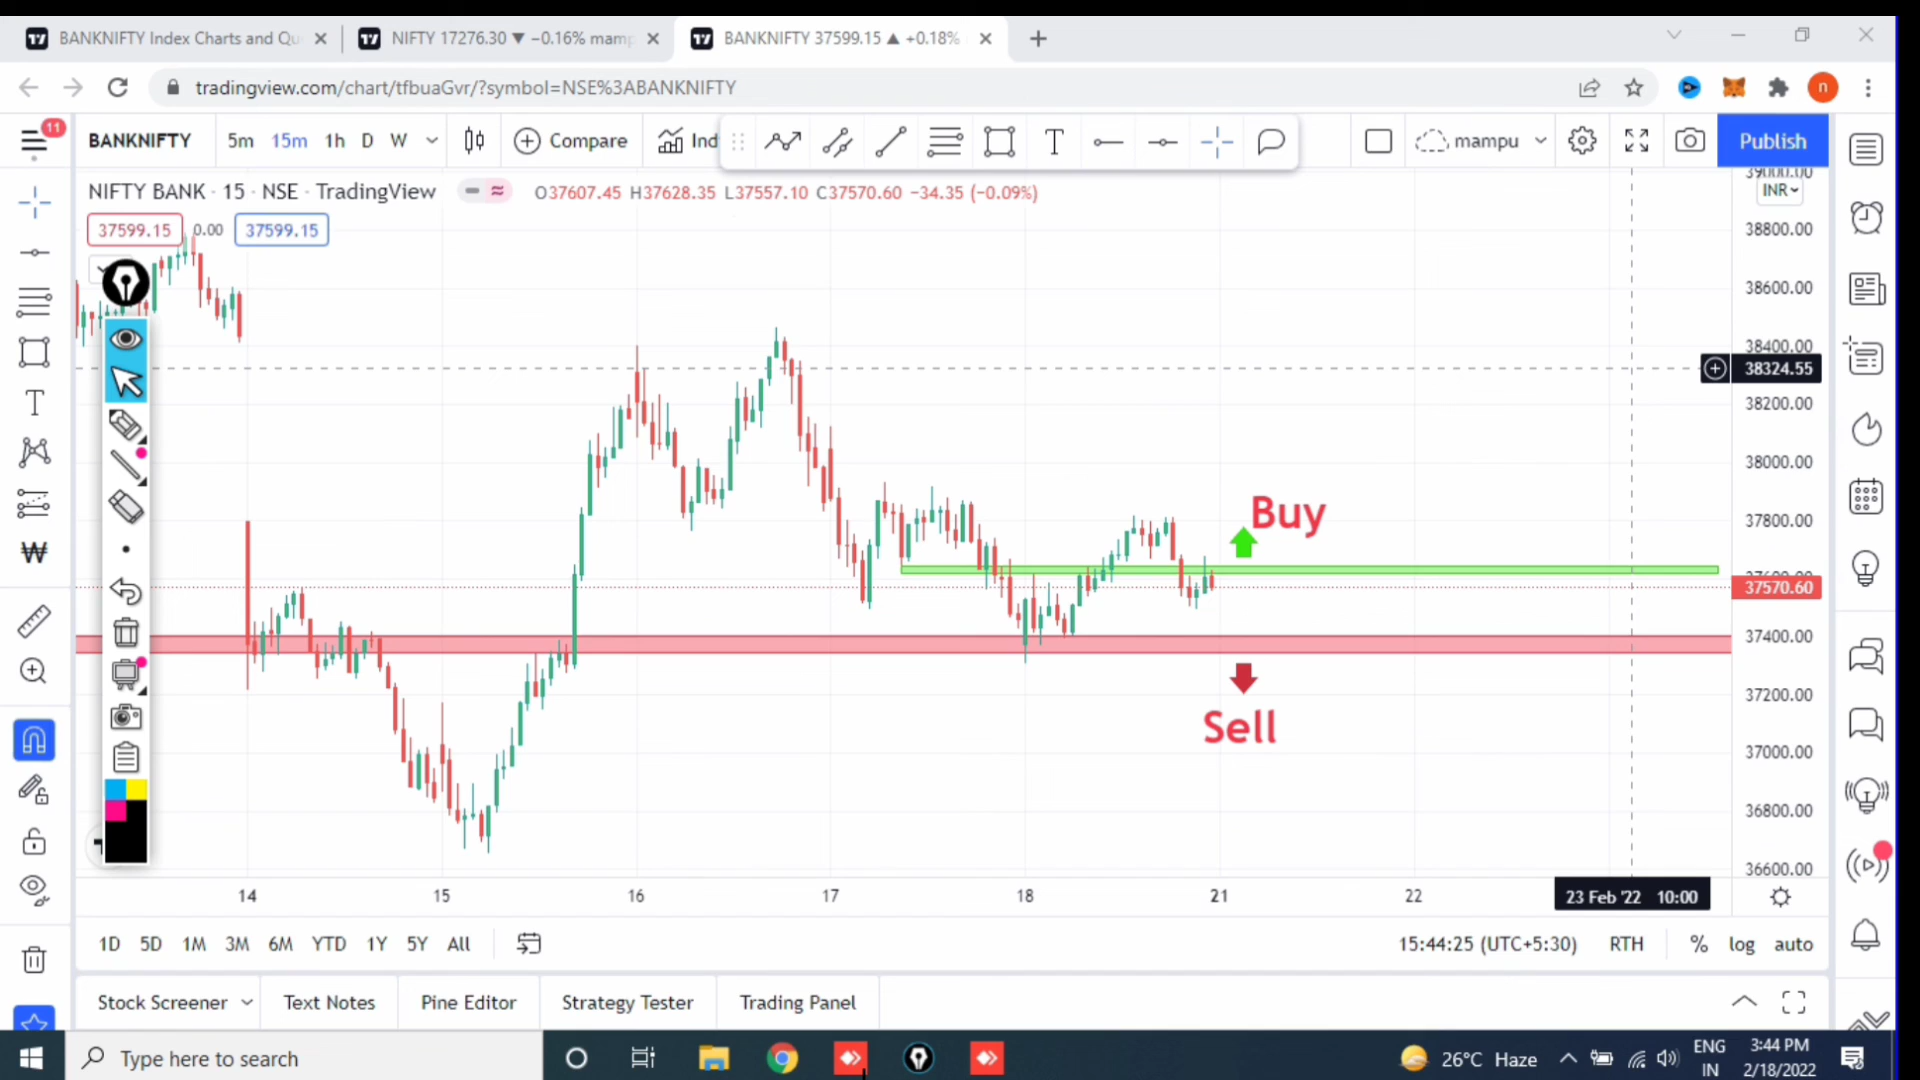 BANKNIFTY Index Charts and Qu
NIFTY 17276.30 ▼ −0.16% mamp
BANKNIFTY 37599.15 ▲ +0.18%
tradingview.com/chart/tfbuaGvr/?symbol=NSE%3ABANKNIFTY
n
11
BANKNIFTY 5m 15m 1h D W Compare Ind mampu Publish
NIFTY BANK · 15 · NSE · TradingView O37607.45 H37628.35 L37557.10 C37570.60 −34.35 (−0.09%)
37599.15 0.00 37599.15
39000.00
INR
38800.00
38600.00
38400.00
38324.55
38200.00
38000.00
37800.00
37600.00
37570.60
37400.00
37200.00
37000.00
36800.00
36600.00
Buy
Sell
14 15 16 17 18 21 22 23 Feb '22 10:00
1D 5D 1M 3M 6M YTD 1Y 5Y All 15:44:25 (UTC+5:30) RTH % log auto
Stock Screener Text Notes Pine Editor Strategy Tester Trading Panel
Type here to search
26°C Haze
ENG
IN
3:44 PM
2/18/2022